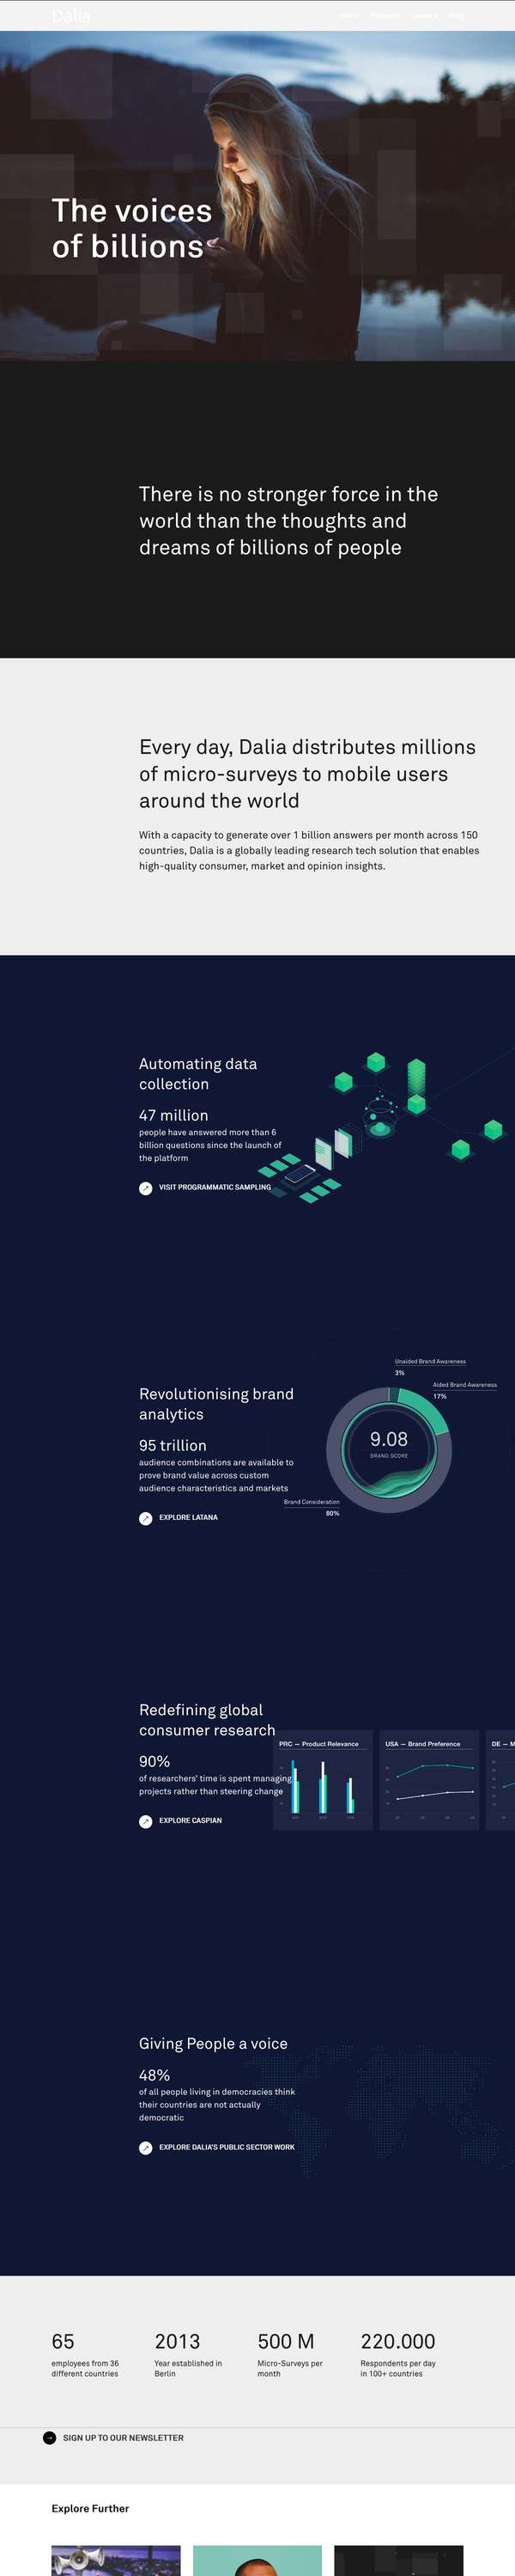 Dalia
The voices
of billions
There is no stronger force in the
world than the thoughts and
dreams of billions of people
Every day, Dalia distributes millions
of micro-surveys to mobile users
around the world
With a capacity to generate over 1 billion answers per month across 150
countries, Dalia is a globally leading research tech solution that enables
high-quality consumer, market and opinion insights.
Automating data
collection
47 million
people have answered more than 6
billion questions since the launch of
the platform
VISIT PROGRAMMATIC SAMPLING
Unaided Brand Awareness
3%
Aided Brand Awareness
17%
Revolutionising brand
analytics
9.08
BRAND SCORE
95 trillion
audience combinations are available to
prove brand value across custom
audience characteristics and markets
Brand Consideration
80%
EXPLORE LATANA
Redefining global
consumer research
PRC — Product Relevance
USA — Brand Preference
DE — M
90%
of researchers' time is spent managing
projects rather than steering change
EXPLORE CASPIAN
Giving People a voice
48%
of all people living in democracies think
their countries are not actually
democratic
EXPLORE DALIA'S PUBLIC SECTOR WORK
65
employees from 36
different countries
2013
Year established in
Berlin
500 M
Micro-Surveys per
month
220.000
Respondents per day
in 100+ countries
SIGN UP TO OUR NEWSLETTER
Explore Further